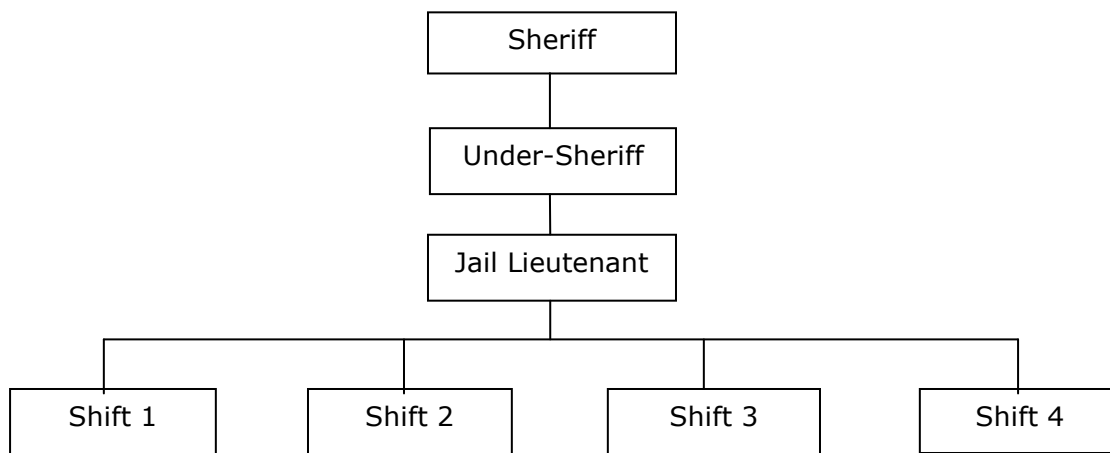 Sheriff
Under-Sheriff
Jail Lieutenant
Shift 1
Shift 2
Shift 3
Shift 4